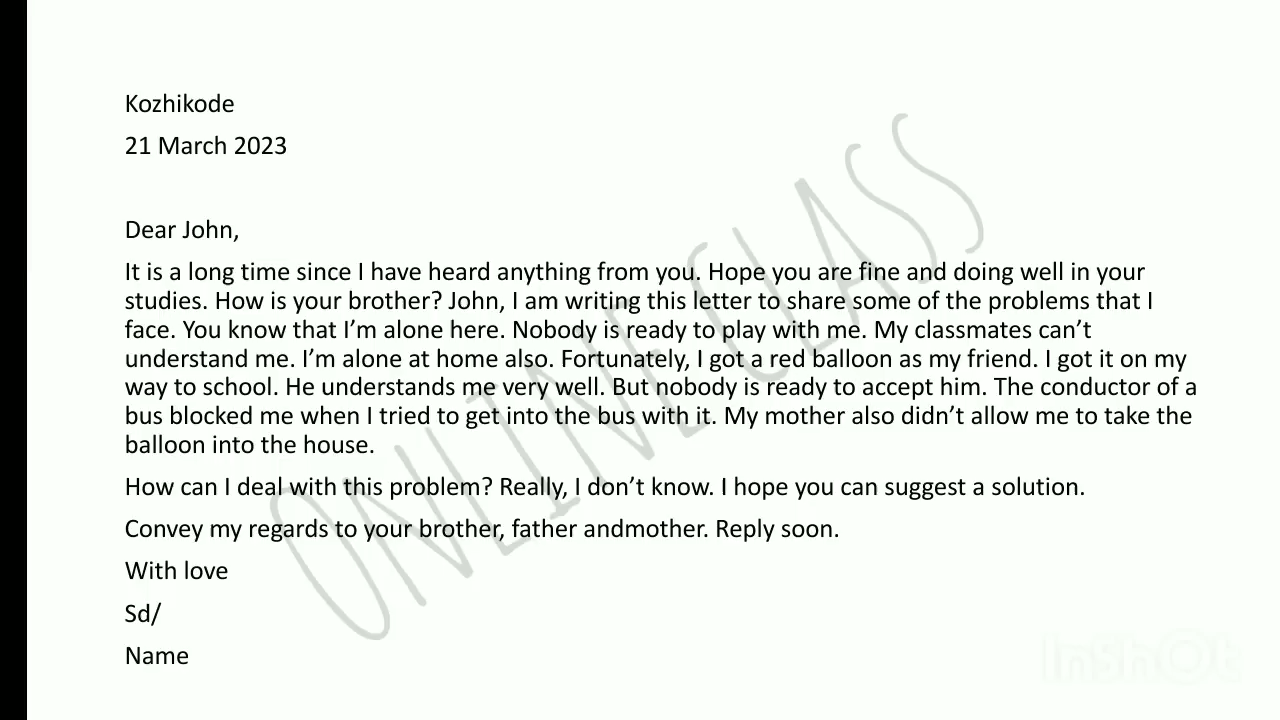 Kozhikode
21 March 2023
Dear John,
It is a long time since I have heard anything from you. Hope you are fine and doing well in your
studies. How is your brother? John, I am writing this letter to share some of the problems that I
face. You know that I’m alone here. Nobody is ready to play with me. My classmates can’t
understand me. I’m alone at home also. Fortunately, I got a red balloon as my friend. I got it on my
way to school. He understands me very well. But nobody is ready to accept him. The conductor of a
bus blocked me when I tried to get into the bus with it. My mother also didn’t allow me to take the
balloon into the house.
How can I deal with this problem? Really, I don’t know. I hope you can suggest a solution.
Convey my regards to your brother, father andmother. Reply soon.
With love
Sd/
Name
ONLINE CLASS
InShOt